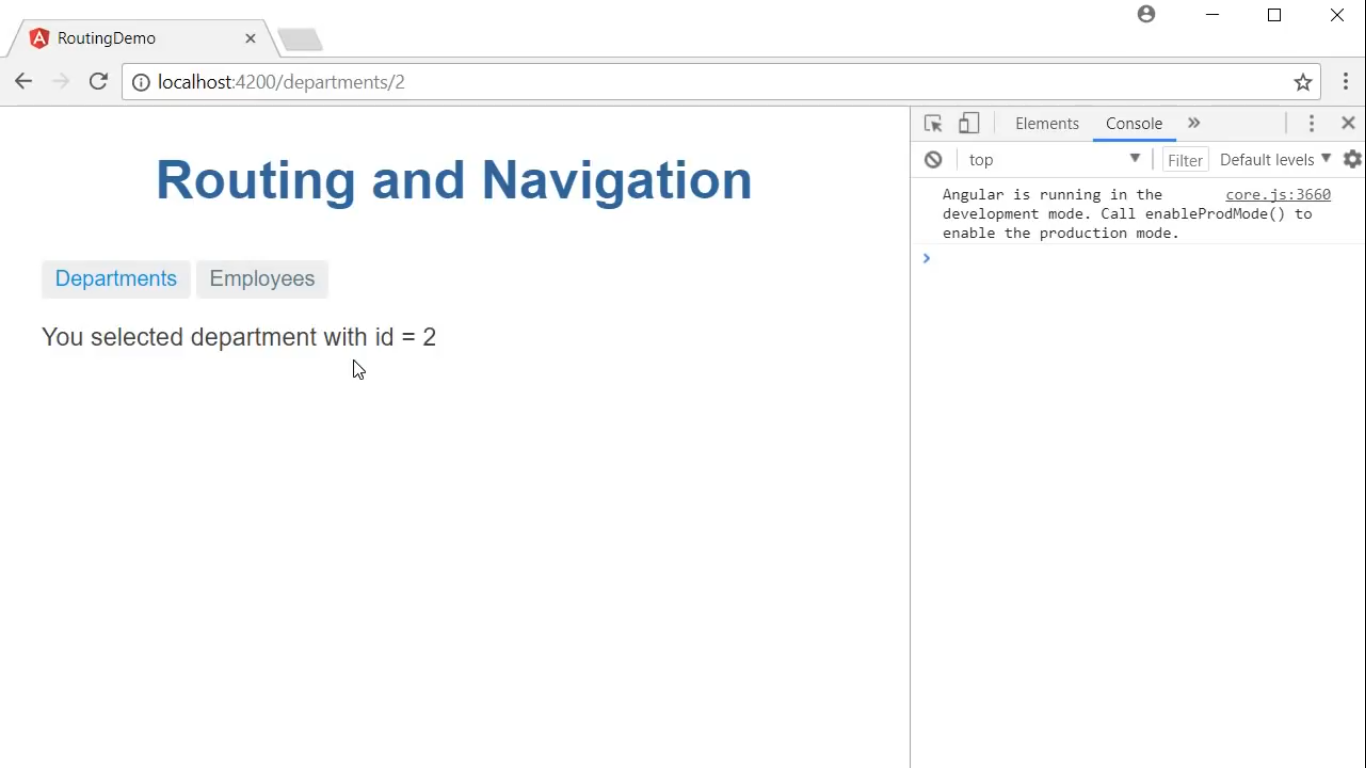 RoutingDemo
localhost:4200/departments/2
Routing and Navigation
Departments Employees
You selected department with id = 2
Elements Console
top Filter Default levels
Angular is running in the core.js:3660
development mode. Call enableProdMode() to
enable the production mode.